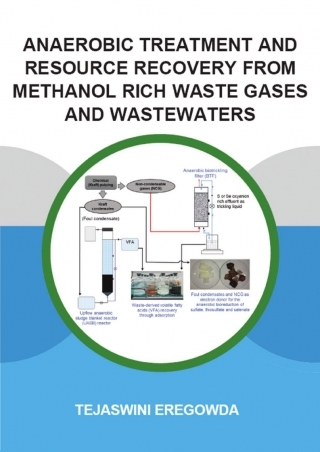 ANAEROBIC TREATMENT AND
RESOURCE RECOVERY FROM
METHANOL RICH WASTE GASES
AND WASTEWATERS
Chemical
(Kraft) pulping
Non-condensable
gases (NCG)
Kraft
condensates
(Foul condensate)
Anaerobic biotrickling
filter (BTF)
S or Se oxyanion
rich effluent as
trickling liquid
VFA
Upflow anaerobic
sludge blanket reactor
(UASB) reactor
Waste-derived volatile fatty
acids (VFA) recovery
through adsorption
Foul condensates and NCG as
electron donor for the
anaerobic bioreduction of
sulfate, thiosulfate and selenate
TEJASWINI EREGOWDA